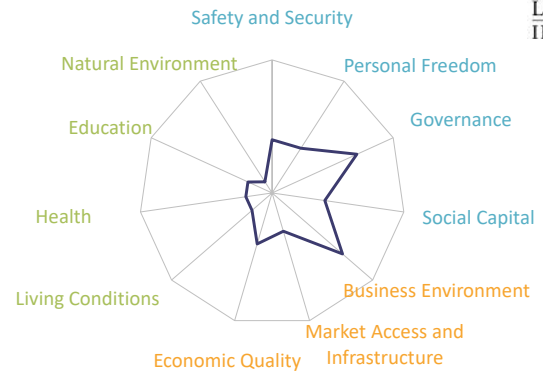 Safety and Security
Natural Environment
Personal Freedom
Education
Governance
Health
Social Capital
Living Conditions
Business Environment
Market Access and
Infrastructure
Economic Quality